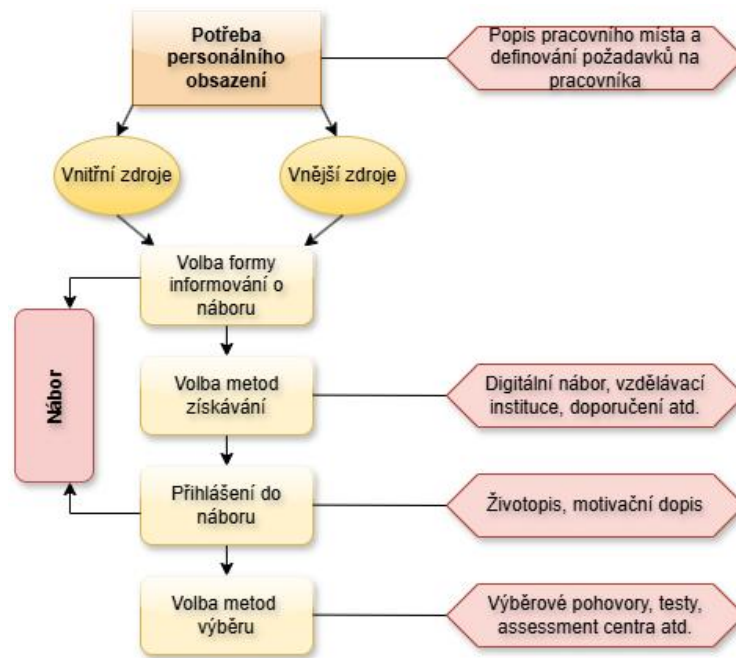 Potřeba
personálního
obsazení
Popis pracovního místa a
definování požadavků na
pracovníka
Vnitřní zdroje
Vnější zdroje
Volba formy
informování o
náboru
Nábor
Volba metod
získávání
Digitální nábor, vzdělávací
instituce, doporučení atd.
Přihlášení do
náboru
Životopis, motivační dopis
Volba metod
výběru
Výběrové pohovory, testy,
assessment centra atd.